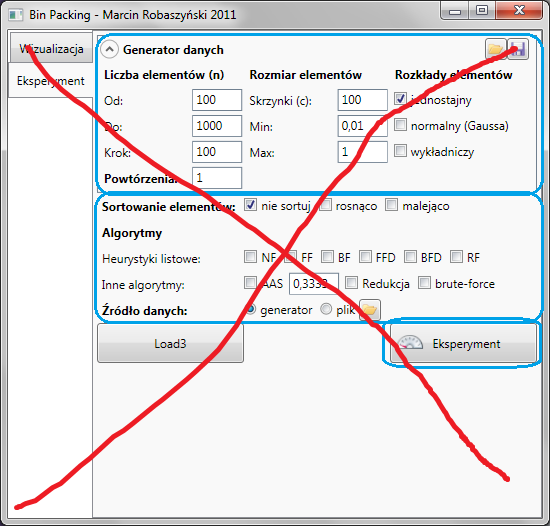 Bin Packing - Marcin Robaszyński 2011
Wizualizacja
Eksperyment
Generator danych
Liczba elementów (n) Rozmiar elementów Rozkłady elementów
Od: 100 Skrzynki (c): 100 jednostajny
Do: 1000 Min: 0,01 normalny (Gaussa)
Krok: 100 Max: 1 wykładniczy
Powtórzenia: 1
Sortowanie elementów: nie sortuj rosnąco malejąco
Algorytmy
Heurystyki listowe: NF FF BF FFD BFD RF
Inne algorytmy: AAS 0,3333 Redukcja brute-force
Źródło danych: generator plik
Load3 Eksperyment